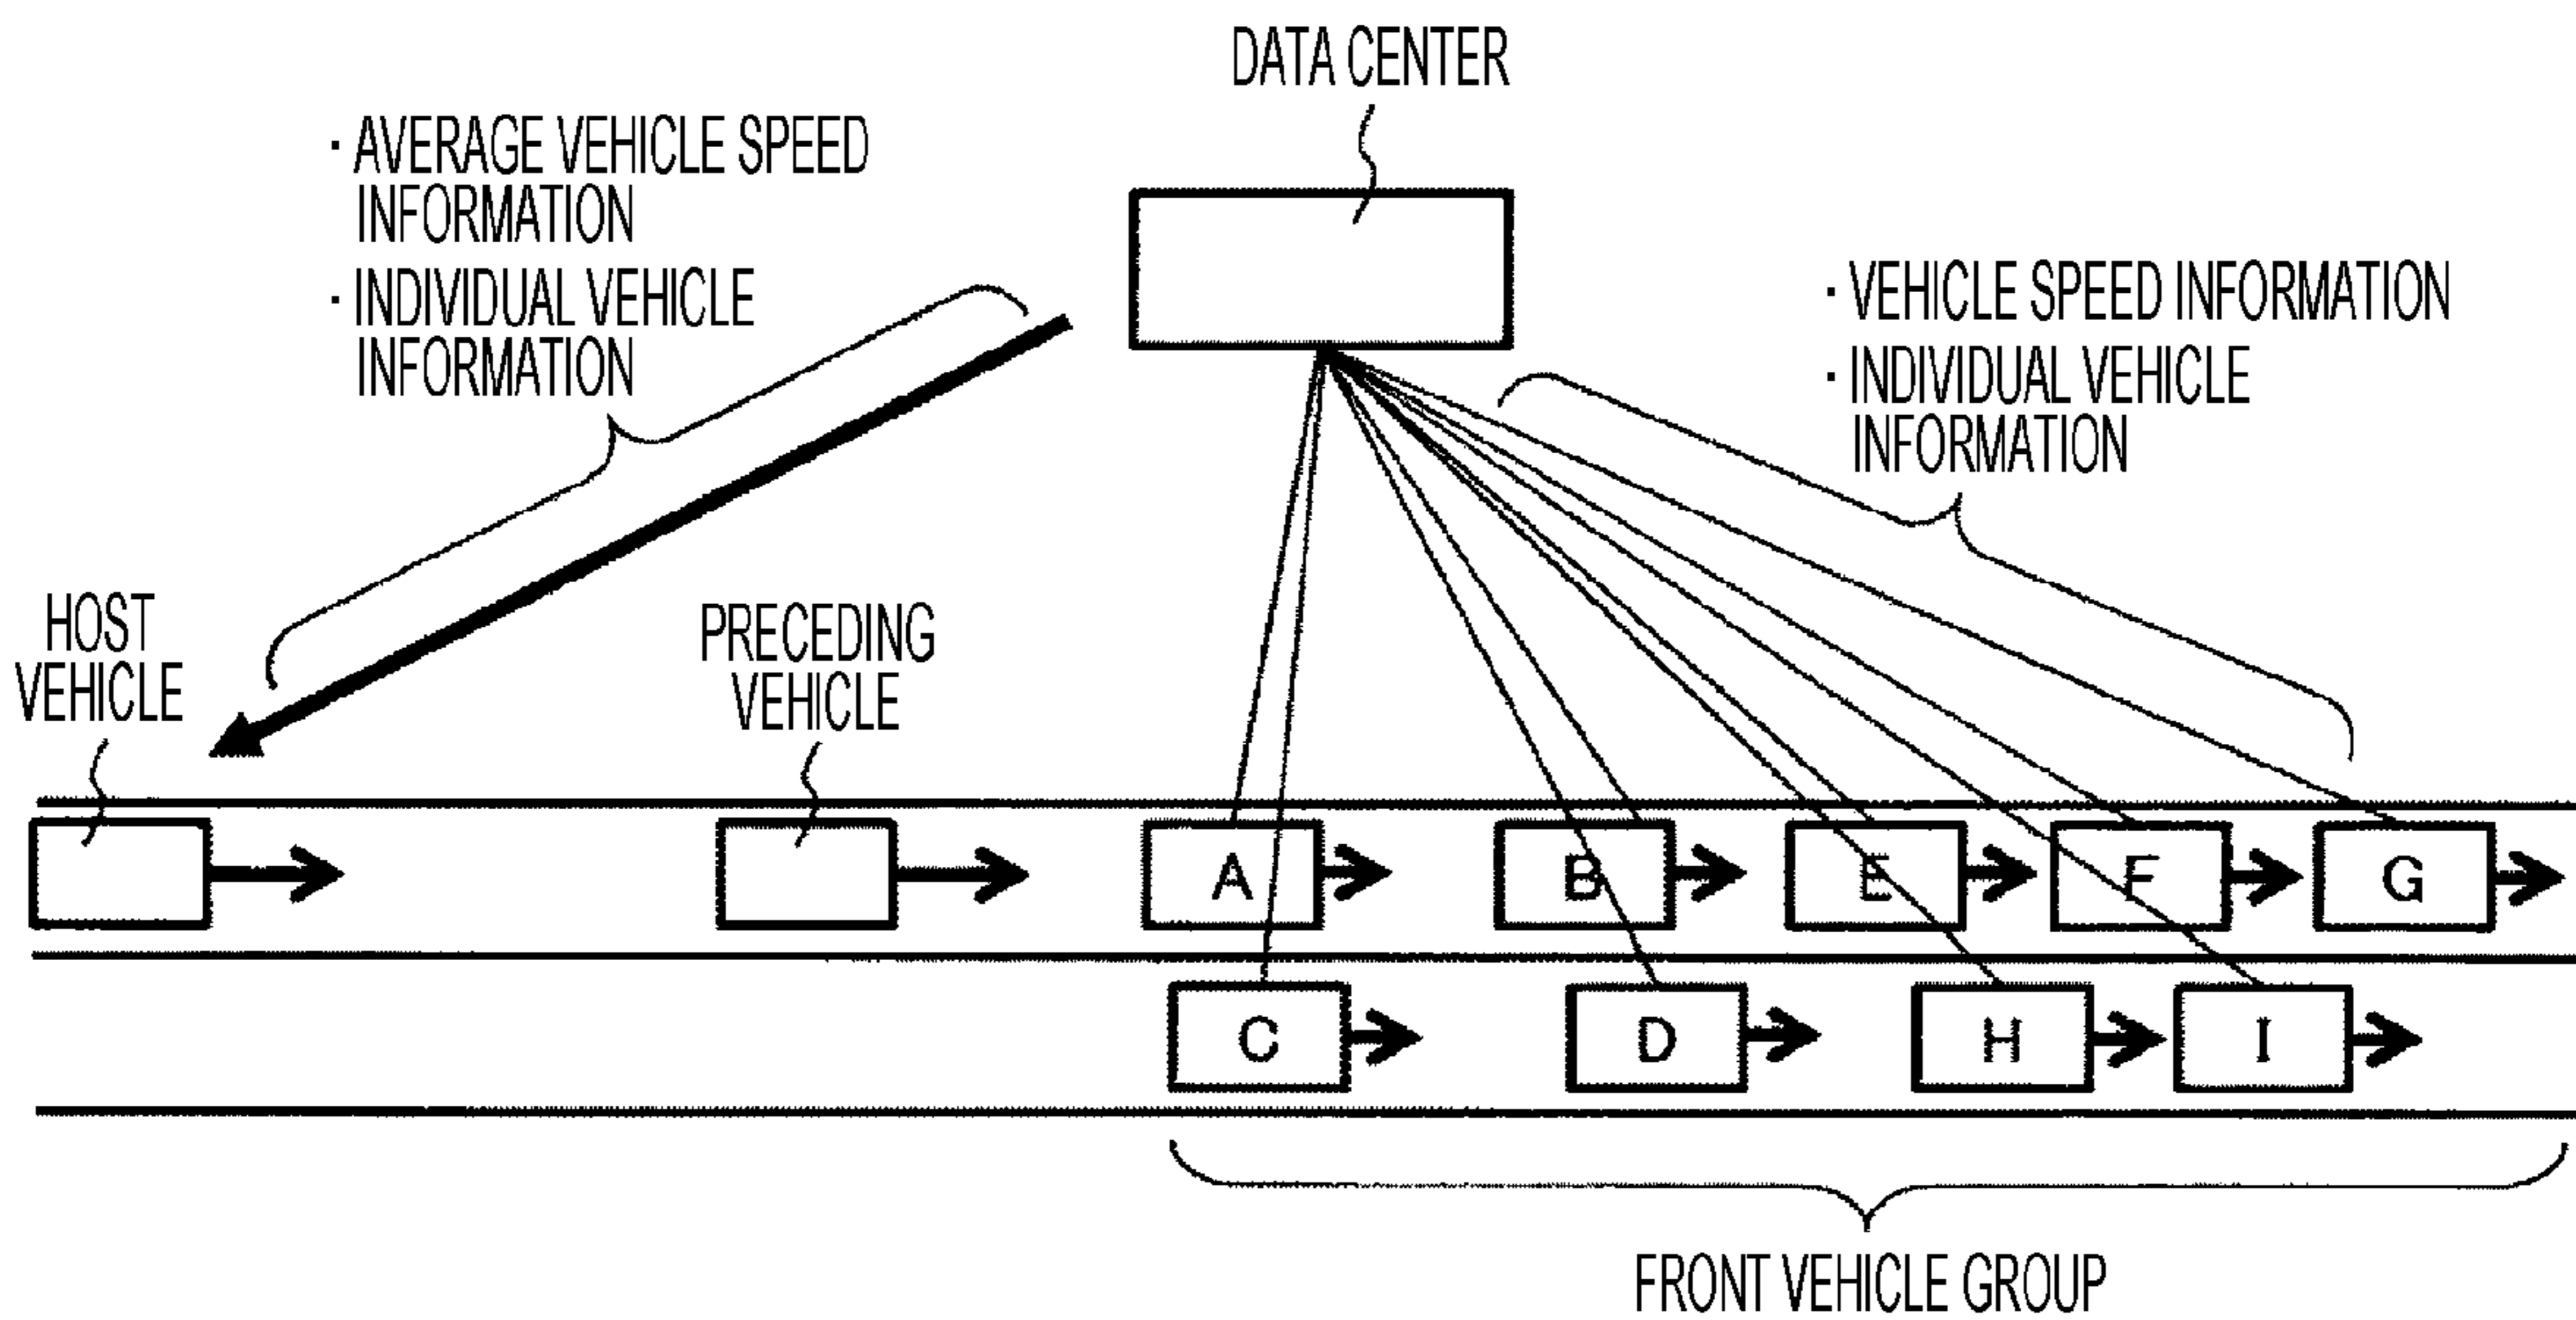 DATA CENTER
· AVERAGE VEHICLE SPEED
INFORMATION
· INDIVIDUAL VEHICLE
INFORMATION
· VEHICLE SPEED INFORMATION
· INDIVIDUAL VEHICLE
INFORMATION
HOST
VEHICLE
PRECEDING
VEHICLE
A
B
E
F
G
C
D
H
I
FRONT VEHICLE GROUP